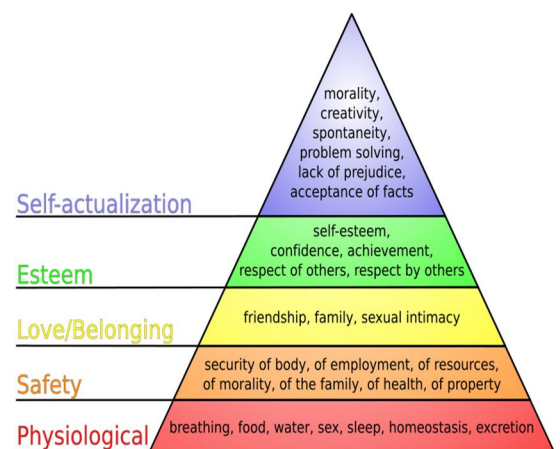 morality,
creativity,
spontaneity,
problem solving,
lack of prejudice,
acceptance of facts
Self-actualization
self-esteem,
confidence, achievement,
respect of others, respect by others
Esteem
friendship, family, sexual intimacy
Love/Belonging
security of body, of employment, of resources,
of morality, of the family, of health, of property
Safety
breathing, food, water, sex, sleep, homeostasis, excretion
Physiological